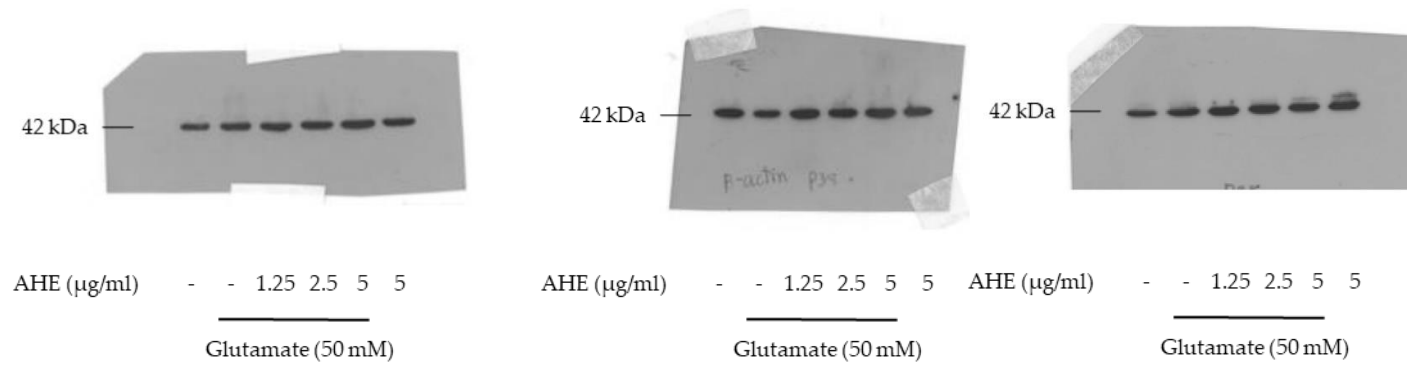 42 kDa
42 kDa
42 kDa
β-actin p39.
AHE (µg/ml) - - 1.25 2.5 5 5
AHE (µg/ml) - - 1.25 2.5 5 5
AHE (µg/ml) - - 1.25 2.5 5 5
Glutamate (50 mM)
Glutamate (50 mM)
Glutamate (50 mM)